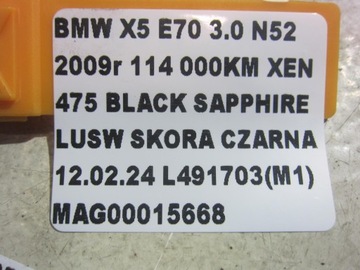 BMW X5 E70 3.0 N52
2009r 114 000KM XEN
475 BLACK SAPPHIRE
LUSW SKORA CZARNA
12.02.24 L491703(M1)
MAG00015668